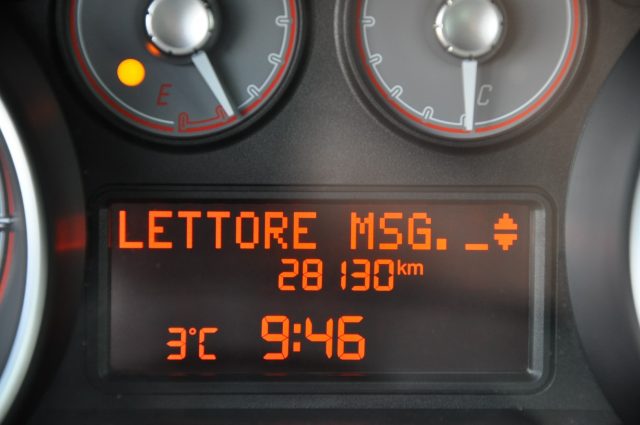 E
C
LETTORE MSG._
28130km
3°C 9:46